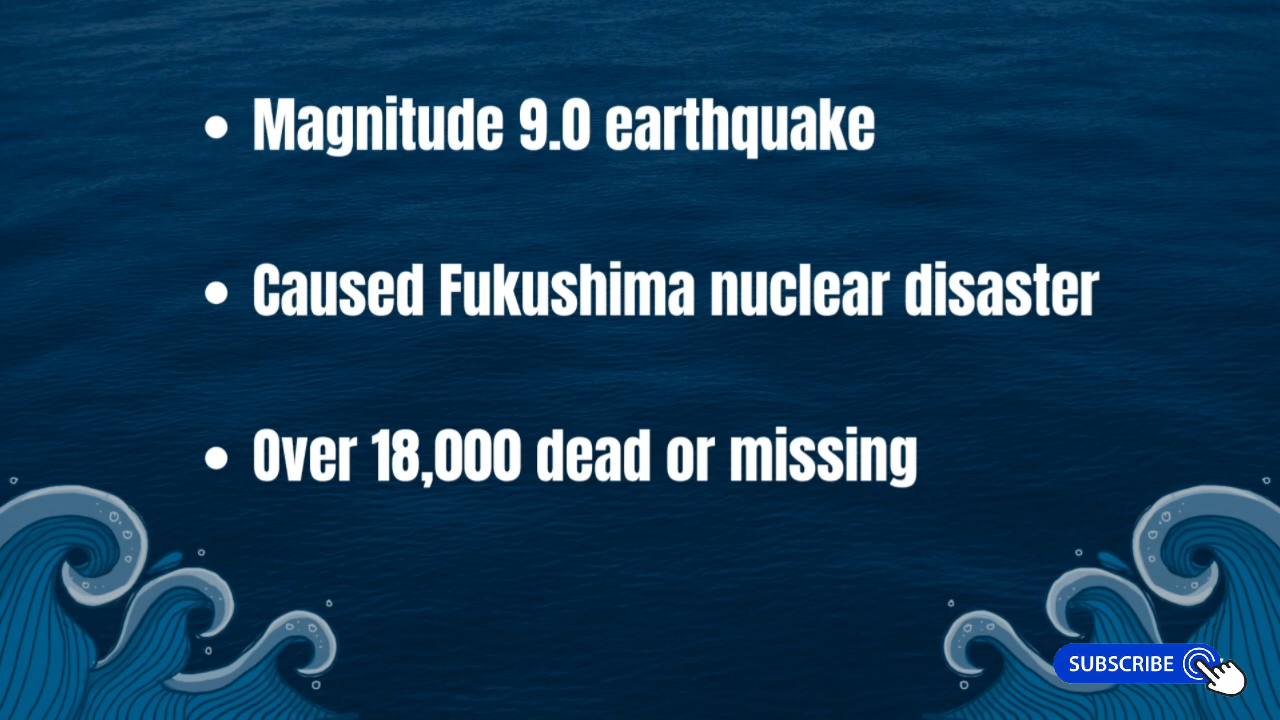 • Magnitude 9.0 earthquake
• Caused Fukushima nuclear disaster
• Over 18,000 dead or missing
SUBSCRIBE